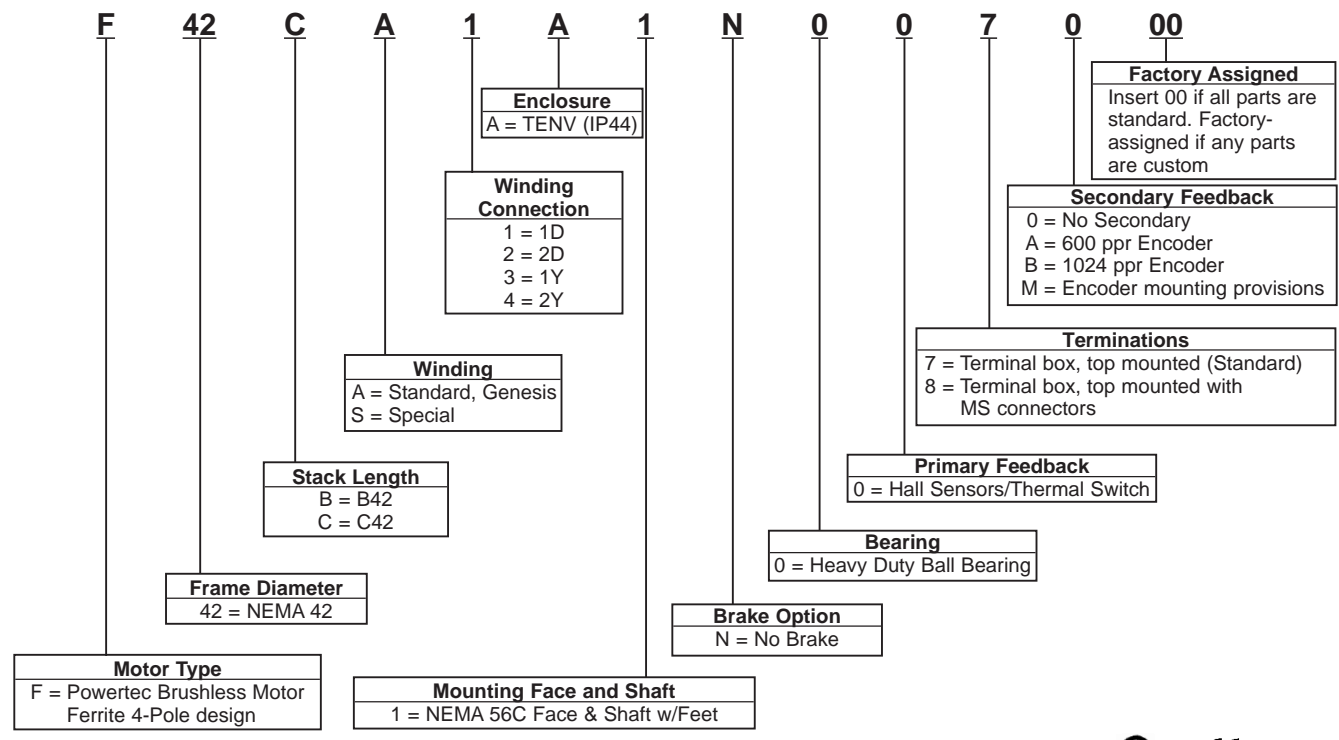 F 42 C A 1 A 1 N 0 0 7 0 00
Factory Assigned
Insert 00 if all parts are
standard. Factory-
assigned if any parts
are custom
Enclosure
A = TENV (IP44)
Winding
Connection
1 = 1D
2 = 2D
3 = 1Y
4 = 2Y
Secondary Feedback
0 = No Secondary
A = 600 ppr Encoder
B = 1024 ppr Encoder
M = Encoder mounting provisions
Terminations
7 = Terminal box, top mounted (Standard)
8 = Terminal box, top mounted with
MS connectors
Winding
A = Standard, Genesis
S = Special
Primary Feedback
0 = Hall Sensors/Thermal Switch
Stack Length
B = B42
C = C42
Bearing
0 = Heavy Duty Ball Bearing
Frame Diameter
42 = NEMA 42
Brake Option
N = No Brake
Motor Type
F = Powertec Brushless Motor
Ferrite 4-Pole design
Mounting Face and Shaft
1 = NEMA 56C Face & Shaft w/Feet